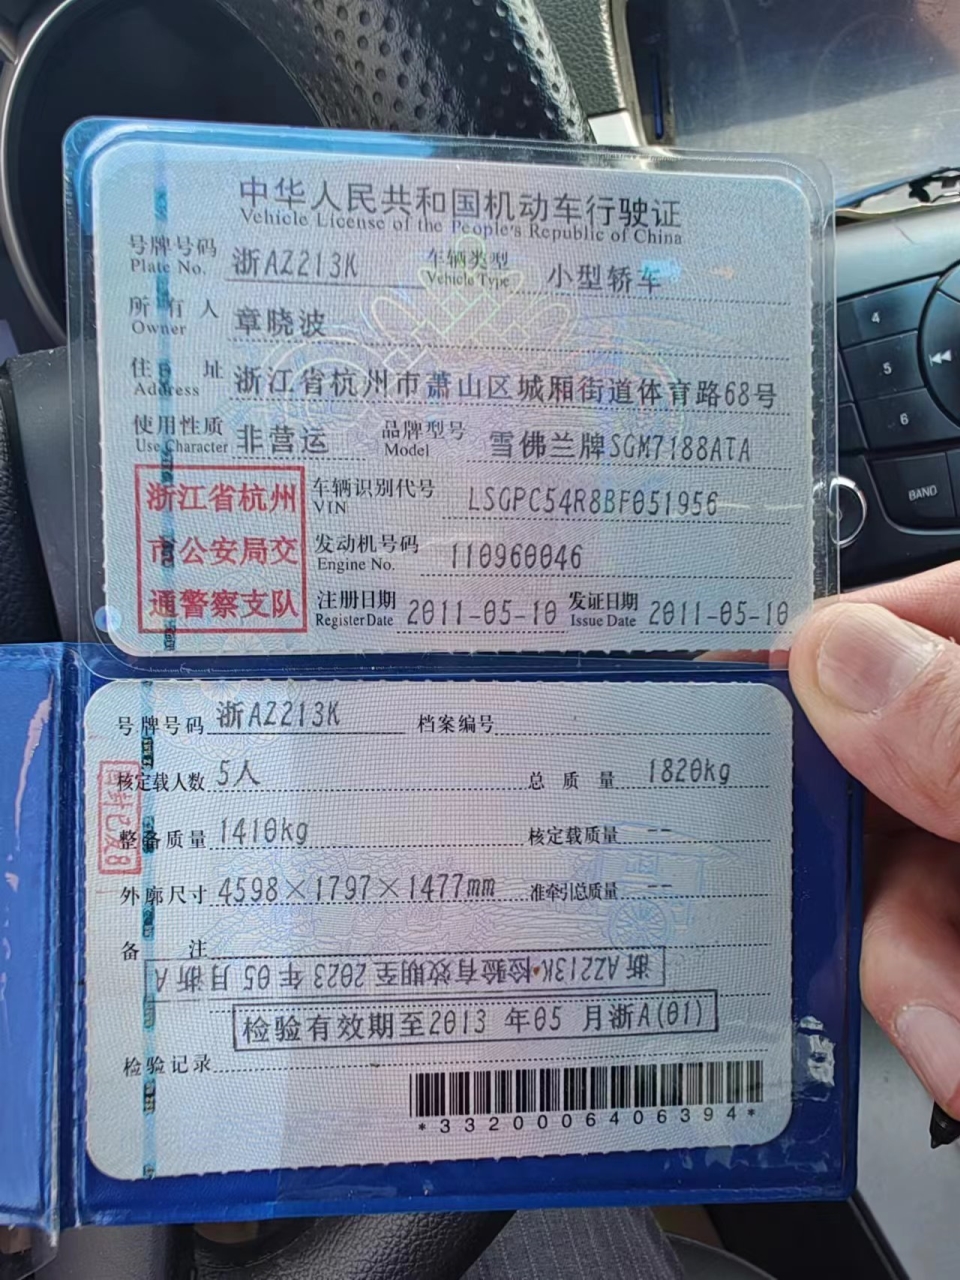 中华人民共和国机动车行驶证
Vehicle License of the People's Republic of China
号牌号码 浙AZ213K 车辆类型 小型轿车
Plate No. Vehicle Type
所有人 章晓波
Owner
住址 浙江省杭州市萧山区城厢街道体育路68号
Address
使用性质 非营运 品牌型号 雪佛兰牌SGM7188ATA
Use Character Model
浙江省杭州
市公安局交
通警察支队
车辆识别代号 LSGPC54R8BF051956
VIN
发动机号码 110960046
Engine No.
注册日期 2011-05-10 发证日期 2011-05-10
Register Date Issue Date
号牌号码 浙AZ213K 档案编号
核定载人数 5人 总质量 1820kg
整备质量 1410kg 核定载质量 --
外廓尺寸 4598×1797×1477mm 准牵引总质量 --
备注
浙AZ213K检验有效期至2023年05月浙A
检验有效期至2013年05月浙A(01)
检验记录
*3320006406394*
4
5
6
BAND